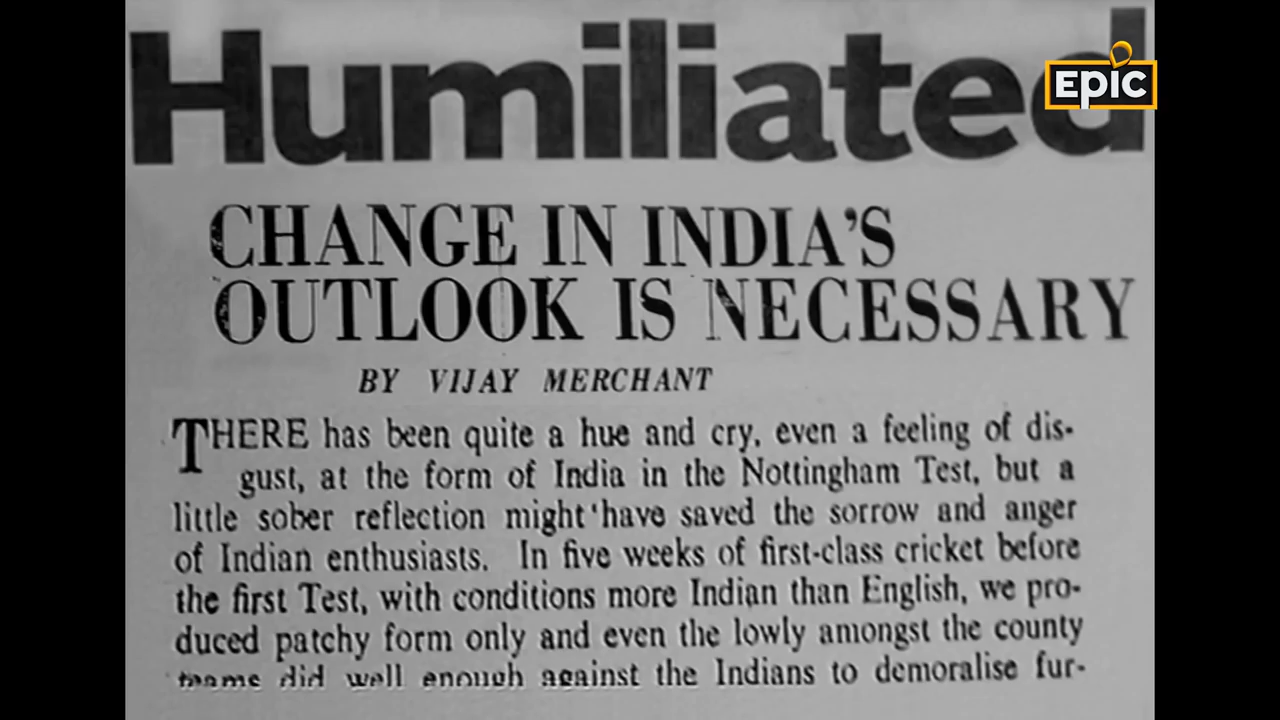 Humiliated
EPIC
CHANGE IN INDIA'S
OUTLOOK IS NECESSARY
BY VIJAY MERCHANT
THERE has been quite a hue and cry, even a feeling of dis-
gust, at the form of India in the Nottingham Test, but a
little sober reflection might have saved the sorrow and anger
of Indian enthusiasts. In five weeks of first-class cricket before
the first Test, with conditions more Indian than English, we pro-
duced patchy form only and even the lowly amongst the county
teams did well enough against the Indians to demoralise fur-